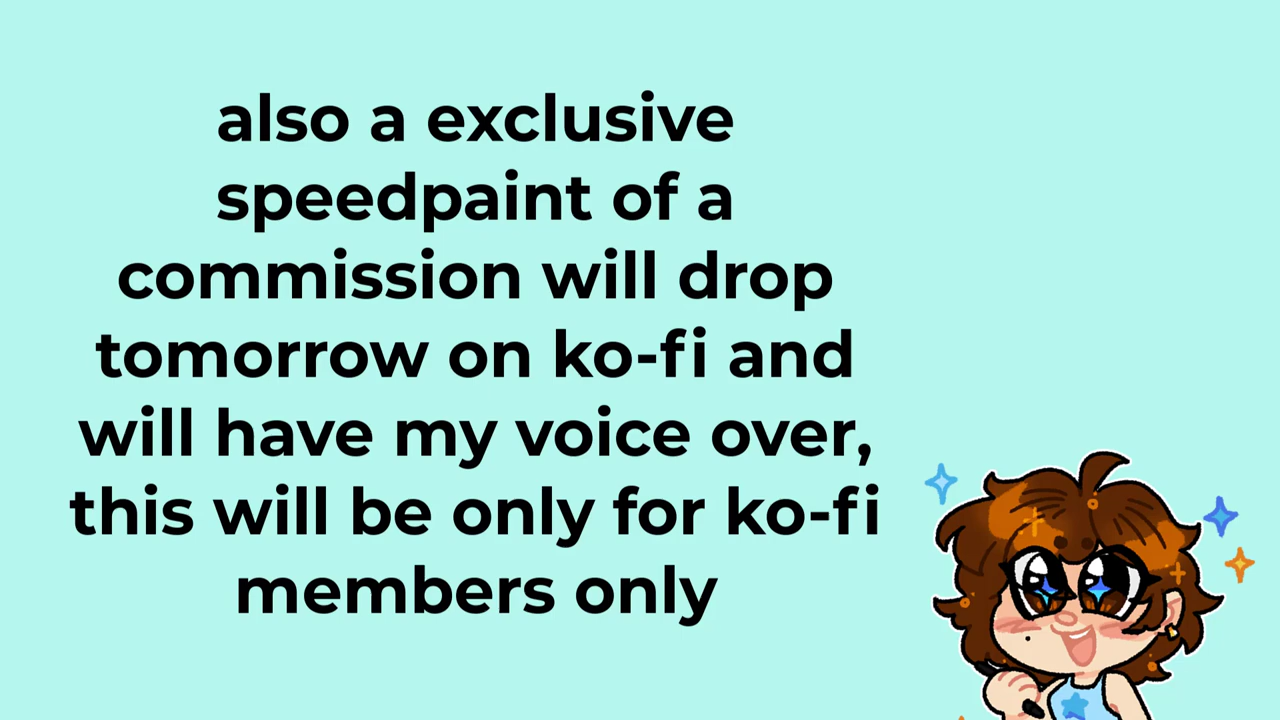 also a exclusive
speedpaint of a
commission will drop
tomorrow on ko-fi and
will have my voice over,
this will be only for ko-fi
members only